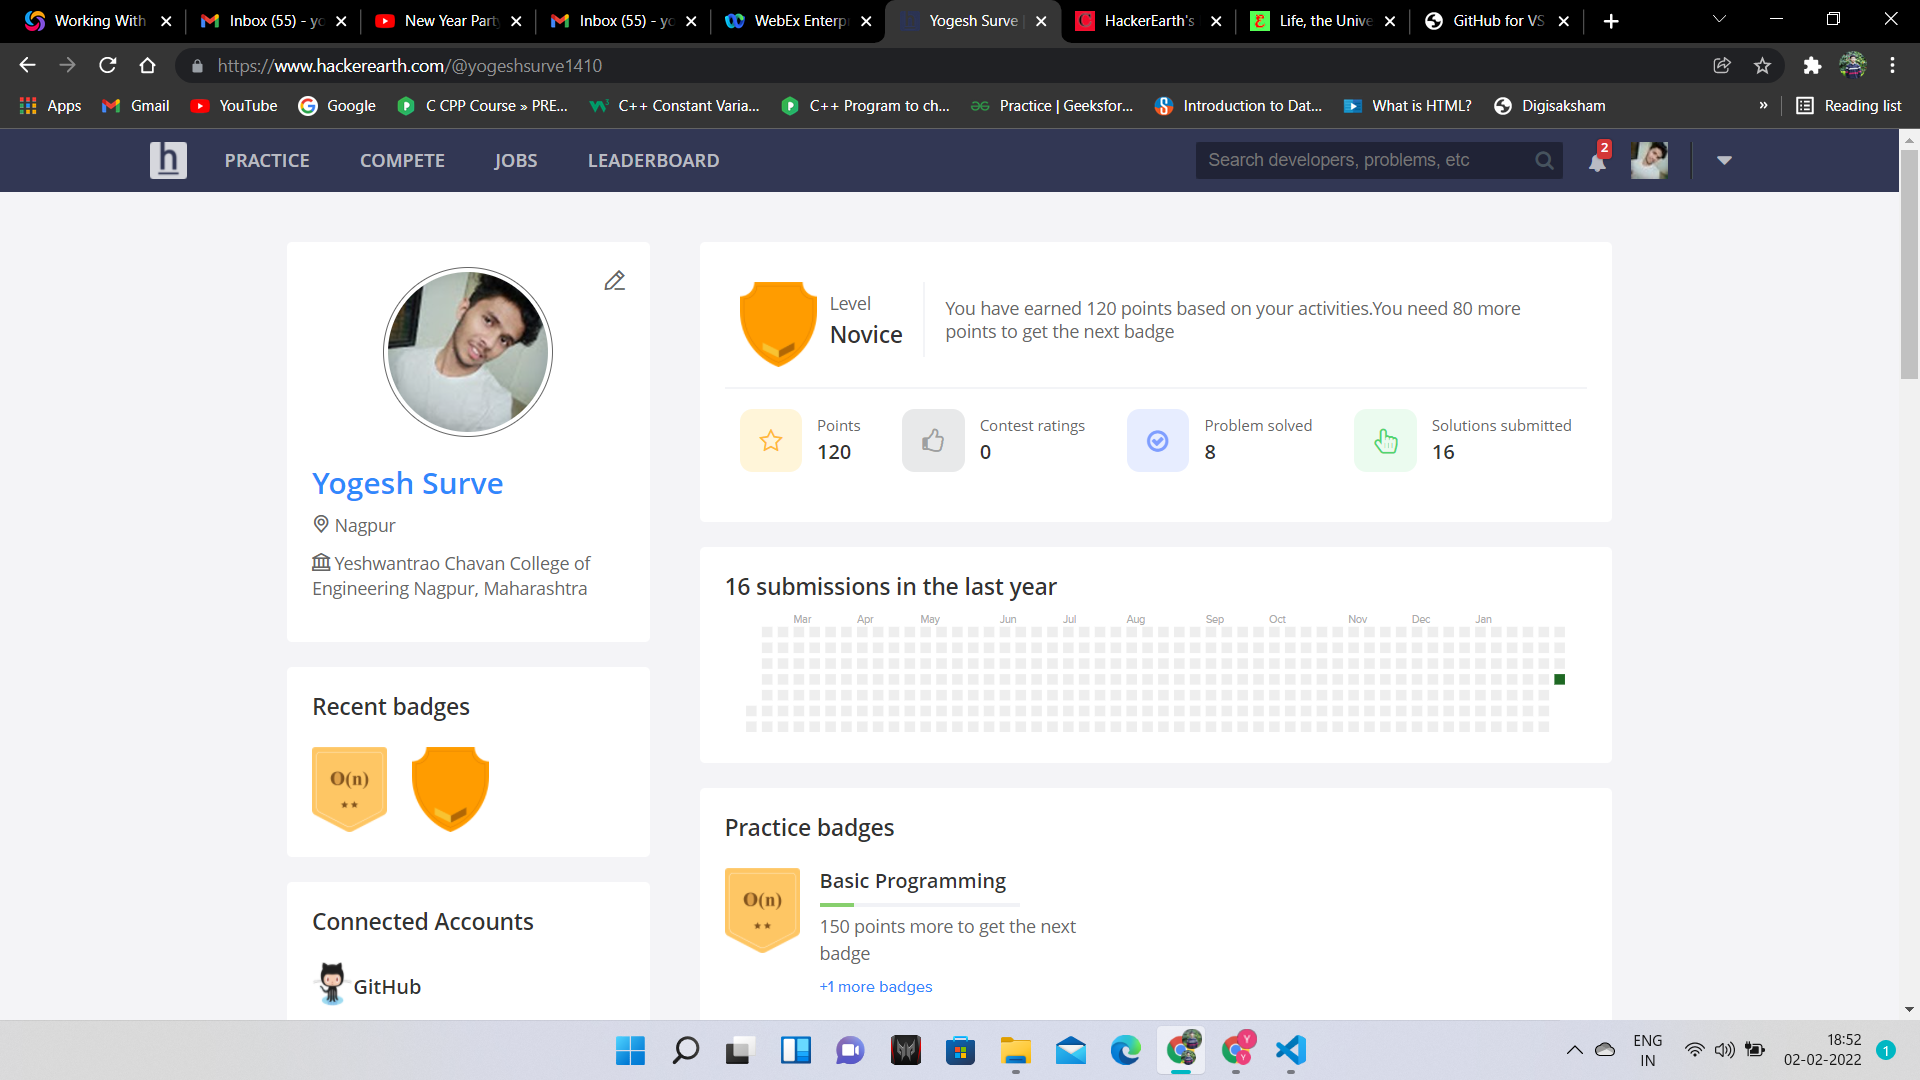 Working With
Inbox (55) - yo
New Year Party
Inbox (55) - yo
WebEx Enterpr
Yogesh Surve |
HackerEarth's
Life, the Unive
GitHub for VS
https://www.hackerearth.com/@yogeshsurve1410
Apps
Gmail
YouTube
Google
C CPP Course » PRE...
C++ Constant Varia...
C++ Program to ch...
Practice | Geeksfor...
Introduction to Dat...
What is HTML?
Digisaksham
»
Reading list
h
PRACTICE
COMPETE
JOBS
LEADERBOARD
Search developers, problems, etc
2
Yogesh Surve
Nagpur
Yeshwantrao Chavan College of
Engineering Nagpur, Maharashtra
Recent badges
O(n)
Connected Accounts
GitHub
Level
Novice
You have earned 120 points based on your activities.You need 80 more
points to get the next badge
Points
120
Contest ratings
0
Problem solved
8
Solutions submitted
16
16 submissions in the last year
Mar Apr May Jun Jul Aug Sep Oct Nov Dec Jan
Practice badges
O(n)
Basic Programming
150 points more to get the next
badge
+1 more badges
Y
Y
ENG
IN
18:52
02-02-2022
1